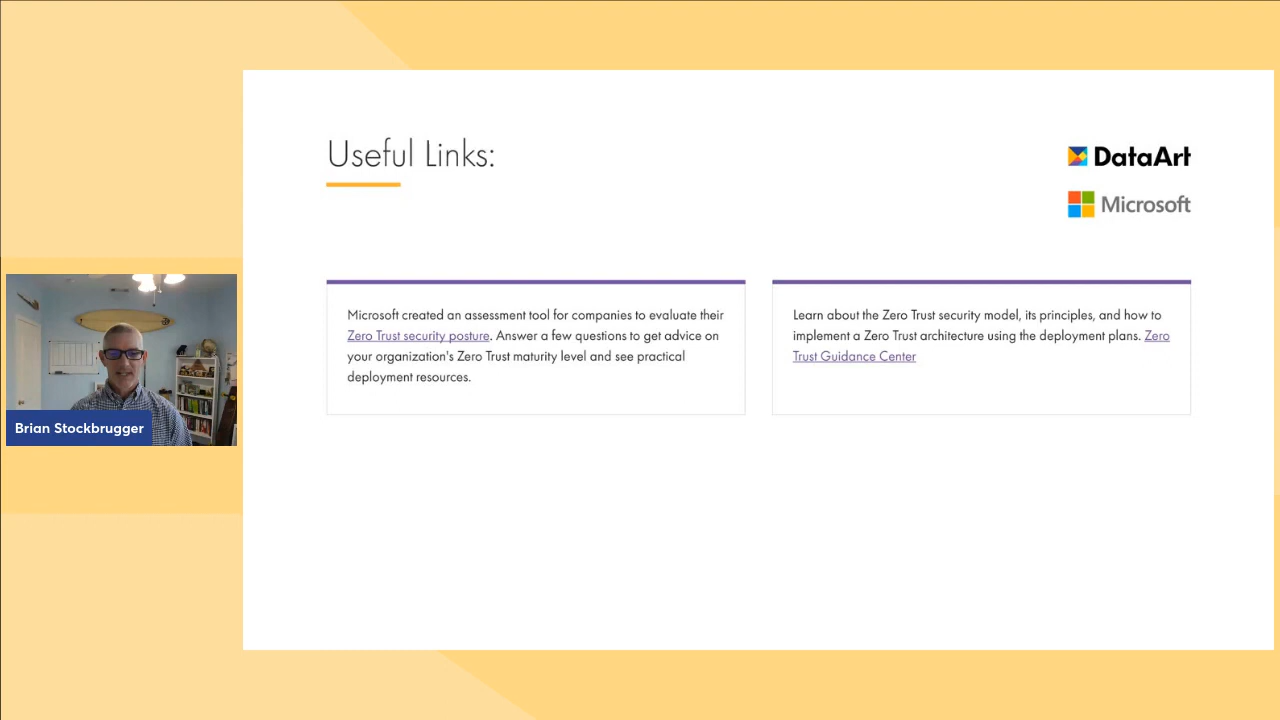 Useful Links:
DataArt
Microsoft
Microsoft created an assessment tool for companies to evaluate their
Zero Trust security posture. Answer a few questions to get advice on
your organization's Zero Trust maturity level and see practical
deployment resources.
Learn about the Zero Trust security model, its principles, and how to
implement a Zero Trust architecture using the deployment plans. Zero
Trust Guidance Center
Brian Stockbrugger